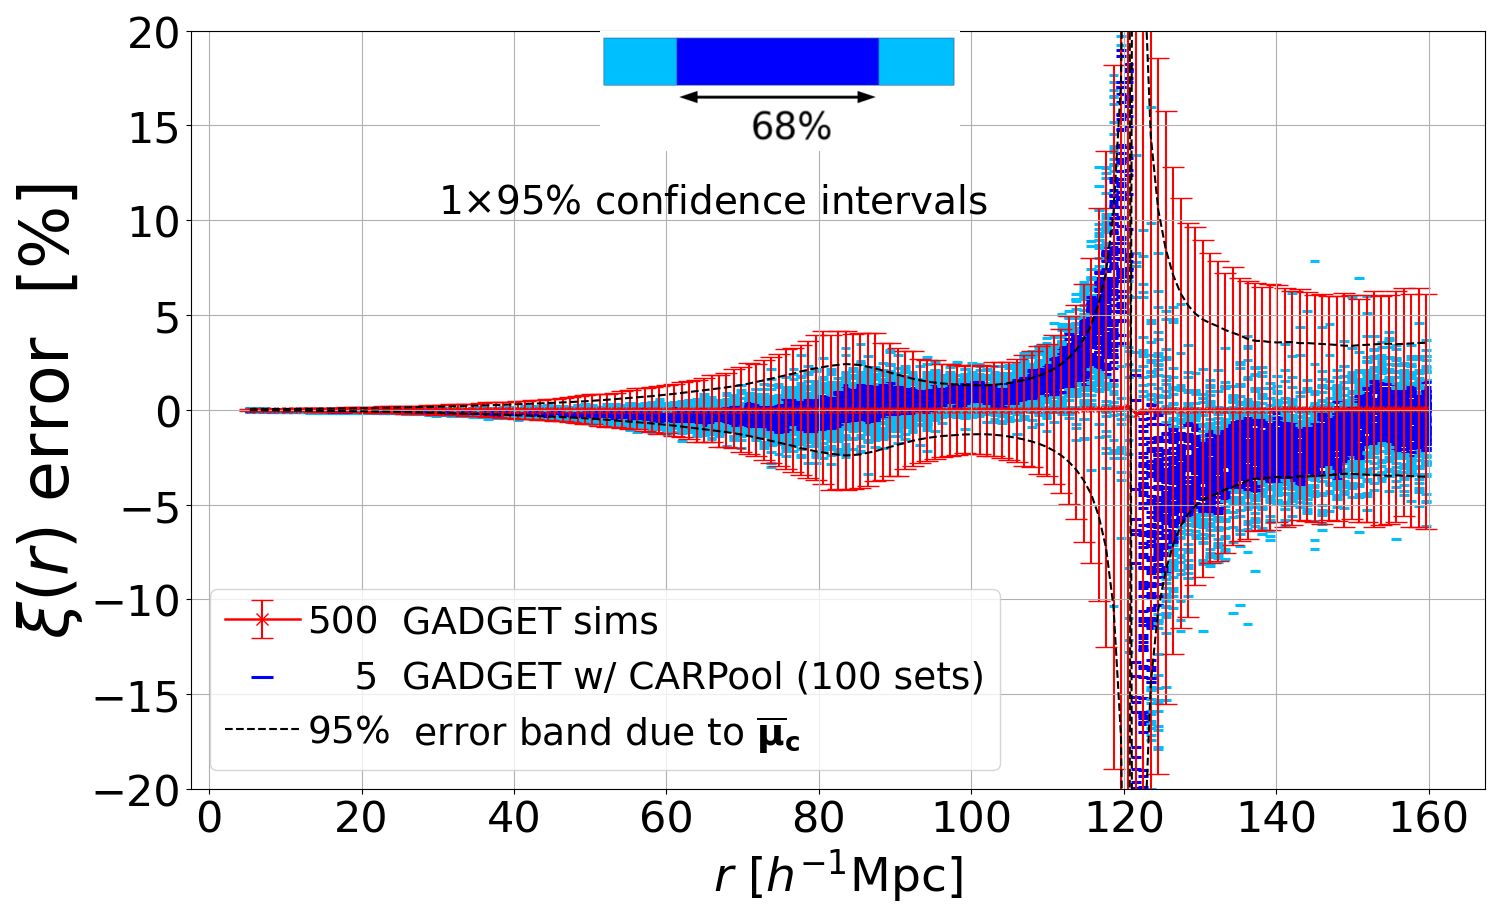 20
15
10
5
0
−5
−10
−15
−20
ξ(r) error [%]
68%
1×95% confidence intervals
500 GADGET sims
5 GADGET w/ CARPool (100 sets)
95% error band due to μ̅c
0 20 40 60 80 100 120 140 160
r [h⁻¹Mpc]